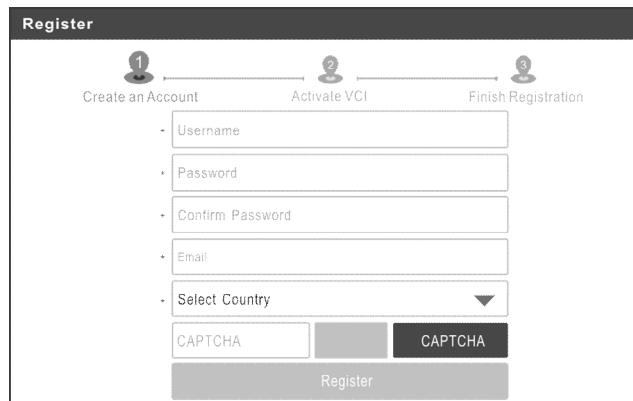 Register
1 2 3
Create an Account Activate VCI Finish Registration
* Username
* Password
* Confirm Password
* Email
* Select Country
CAPTCHA CAPTCHA
Register